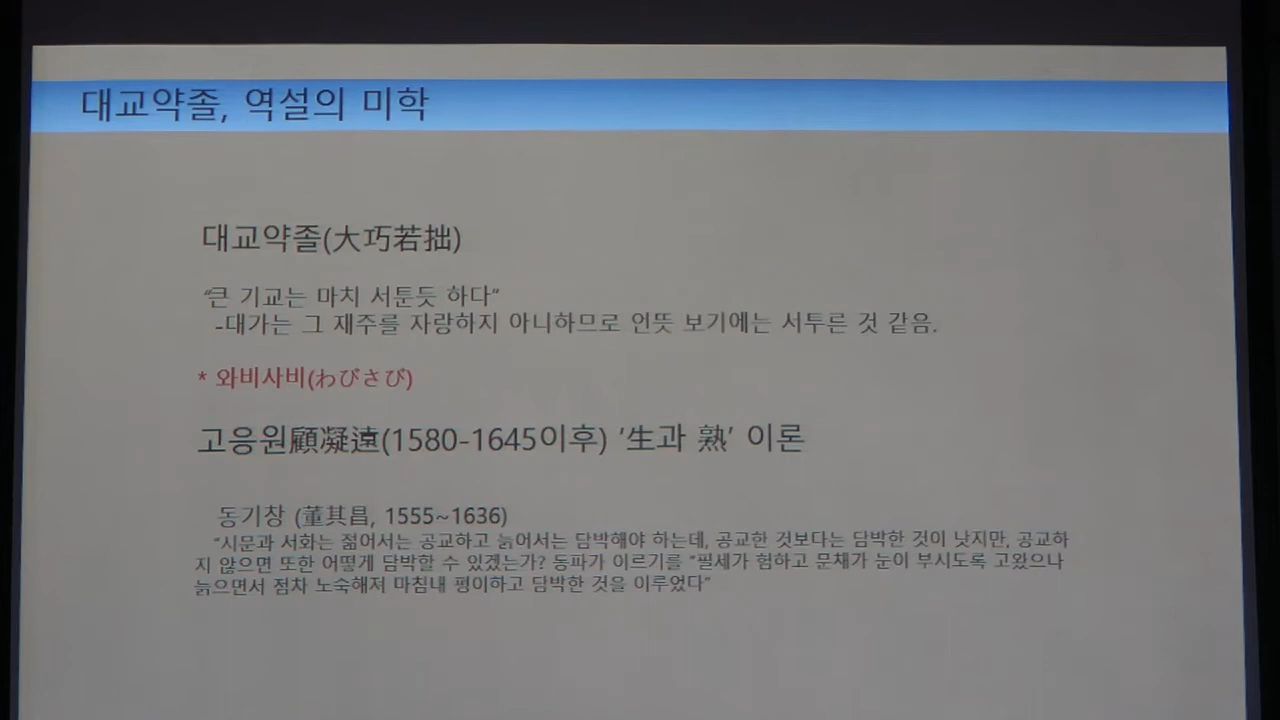 대교약졸, 역설의 미학
대교약졸(大巧若拙)
“큰 기교는 마치 서툰듯 하다”
-대가는 그 재주를 자랑하지 아니하므로 언뜻 보기에는 서투른 것 같음.
* 와비사비(わびさび)
고응원顧凝遠(1580-1645이후) ‘生과 熟’ 이론
동기창 (董其昌, 1555~1636)
“시문과 서화는 젊어서는 공교하고 늙어서는 담박해야 하는데, 공교한 것보다는 담박한 것이 낫지만, 공교하
지 않으면 또한 어떻게 담박할 수 있겠는가? 동파가 이르기를 “필세가 험하고 문채가 눈이 부시도록 고왔으나
늙으면서 점차 노숙해져 마침내 평이하고 담박한 것을 이루었다”